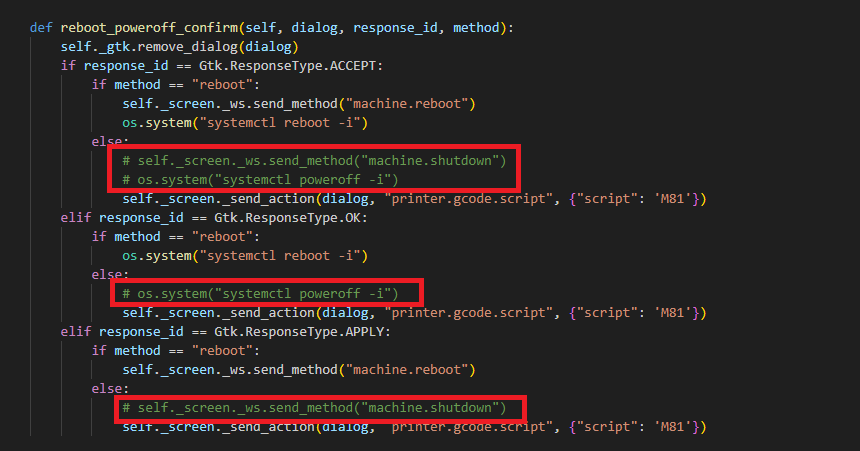 def reboot_poweroff_confirm(self, dialog, response_id, method):
    self._gtk.remove_dialog(dialog)
    if response_id == Gtk.ResponseType.ACCEPT:
        if method == "reboot":
            self._screen._ws.send_method("machine.reboot")
            os.system("systemctl reboot -i")
        else:
            # self._screen._ws.send_method("machine.shutdown")
            # os.system("systemctl poweroff -i")
            self._screen._send_action(dialog, "printer.gcode.script", {"script": 'M81'})
    elif response_id == Gtk.ResponseType.OK:
        if method == "reboot":
            os.system("systemctl reboot -i")
        else:
            # os.system("systemctl poweroff -i")
            self._screen._send_action(dialog, "printer.gcode.script", {"script": 'M81'})
    elif response_id == Gtk.ResponseType.APPLY:
        if method == "reboot":
            self._screen._ws.send_method("machine.reboot")
        else:
            # self._screen._ws.send_method("machine.shutdown")
            self._screen._send_action(dialog, "printer.gcode.script", {"script": 'M81'})